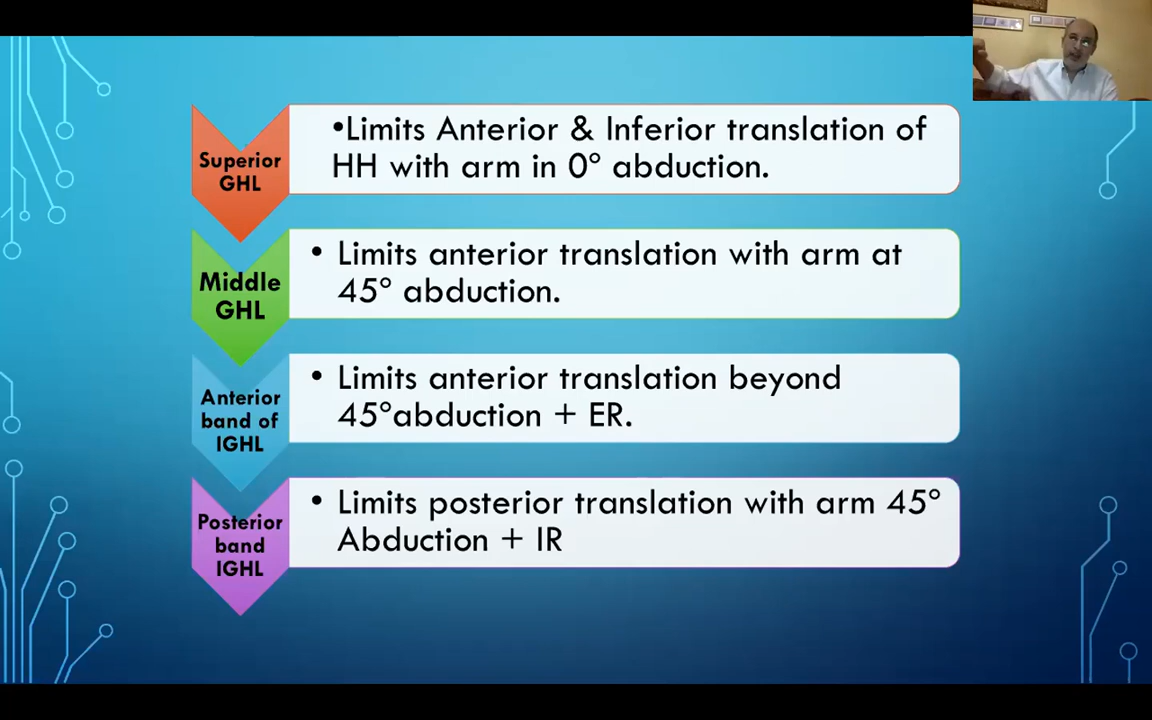 Superior
GHL
•Limits Anterior & Inferior translation of
HH with arm in 0° abduction.
Middle
GHL
• Limits anterior translation with arm at
45° abduction.
Anterior
band of
IGHL
• Limits anterior translation beyond
45°abduction + ER.
Posterior
band
IGHL
• Limits posterior translation with arm 45°
Abduction + IR